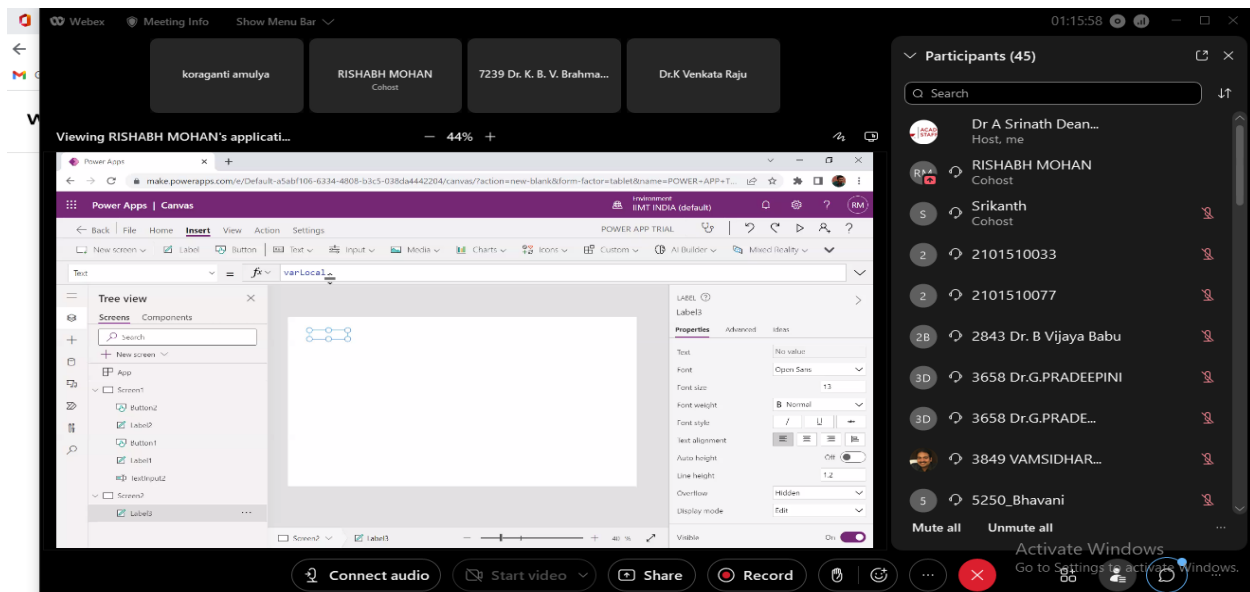 Webex Meeting Info Show Menu Bar 01:15:58
koraganti amulya
RISHABH MOHAN
Cohost
7239 Dr. K. B. V. Brahma...
Dr.K Venkata Raju
Viewing RISHABH MOHAN's applicati... 44%
Power Apps
make.powerapps.com/e/Default-a5abf106-6334-4808-b3c5-038da4442204/canvas/?action=new-blank&form-factor=tablet&name=POWER+APP+T...
Power Apps | Canvas
Environment
IIMT INDIA (default)
RM
Back File Home Insert View Action Settings POWER APP TRIAL
New screen Label Button Text Input Media Charts Icons Custom AI Builder Mixed Reality
Text = fx varLocal
Tree view
Screens Components
Search
New screen
App
Screen1
Button2
Label2
Button1
Label1
TextInput2
Screen2
Label3 ...
LABEL
Label3
Properties Advanced Ideas
Text No value
Font Open Sans
Font size 13
Font weight B Normal
Font style / U
Text alignment
Auto height Off
Line height 1.2
Overflow Hidden
Display mode Edit
Visible On
Screen2 Label3 40 %
Participants (45)
Search
ACAD
STAFF
Dr A Srinath Dean...
Host, me
RM
RISHABH MOHAN
Cohost
S
Srikanth
Cohost
2 2101510033
2 2101510077
2B 2843 Dr. B Vijaya Babu
3D 3658 Dr.G.PRADEEPINI
3D 3658 Dr.G.PRADE...
3849 VAMSIDHAR...
5 5250_Bhavani
Mute all Unmute all ...
Activate Windows
Go to Settings to activate Windows.
Connect audio Start video Share Record